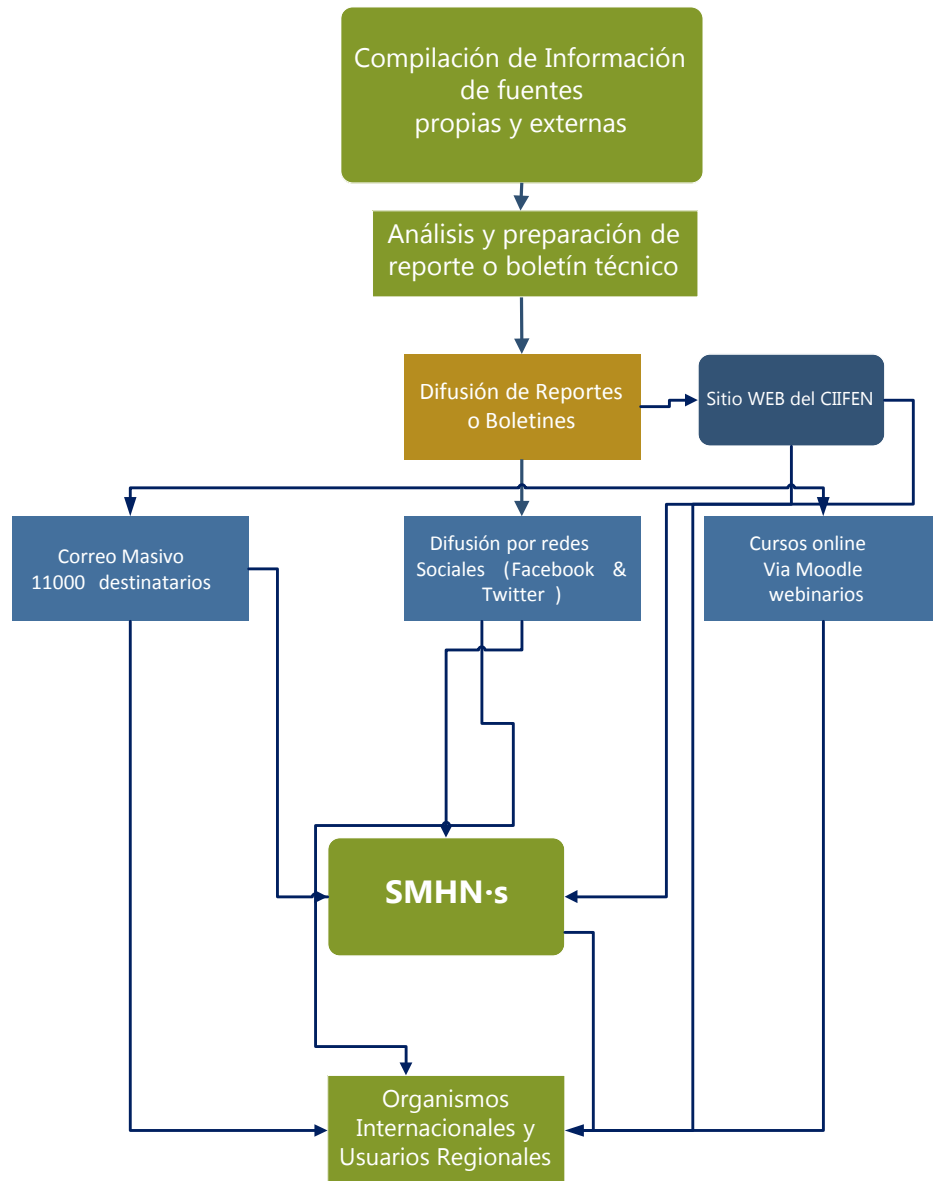 Compilación de Información
de fuentes
propias y externas
Análisis y preparación de
reporte o boletín técnico
Difusión de Reportes
o Boletines
Sitio WEB del CIIFEN
Correo Masivo
11000 destinatarios
Difusión por redes
Sociales (Facebook &
Twitter )
Cursos online
Via Moodle
webinarios
SMHN·s
Organismos
Internacionales y
Usuarios Regionales